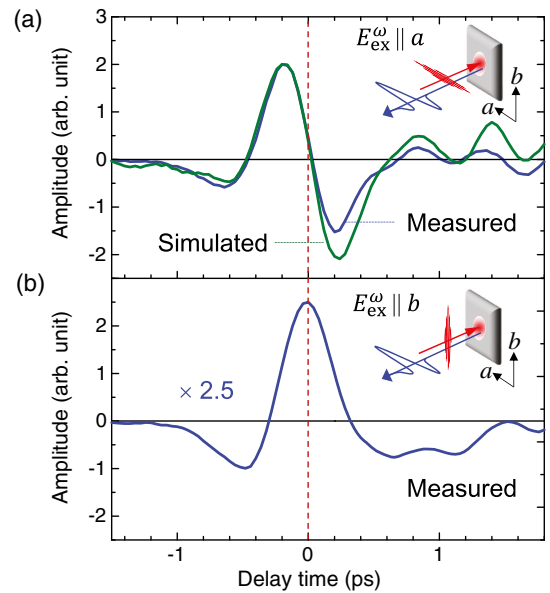 (a)
Amplitude (arb. unit)
3
2
1
0
-1
-2
E_ex^ω ∥ a
b
a
Measured
Simulated
(b)
Amplitude (arb. unit)
2
1
0
-1
-2
E_ex^ω ∥ b
b
a
× 2.5
Measured
-1
0
1
Delay time (ps)